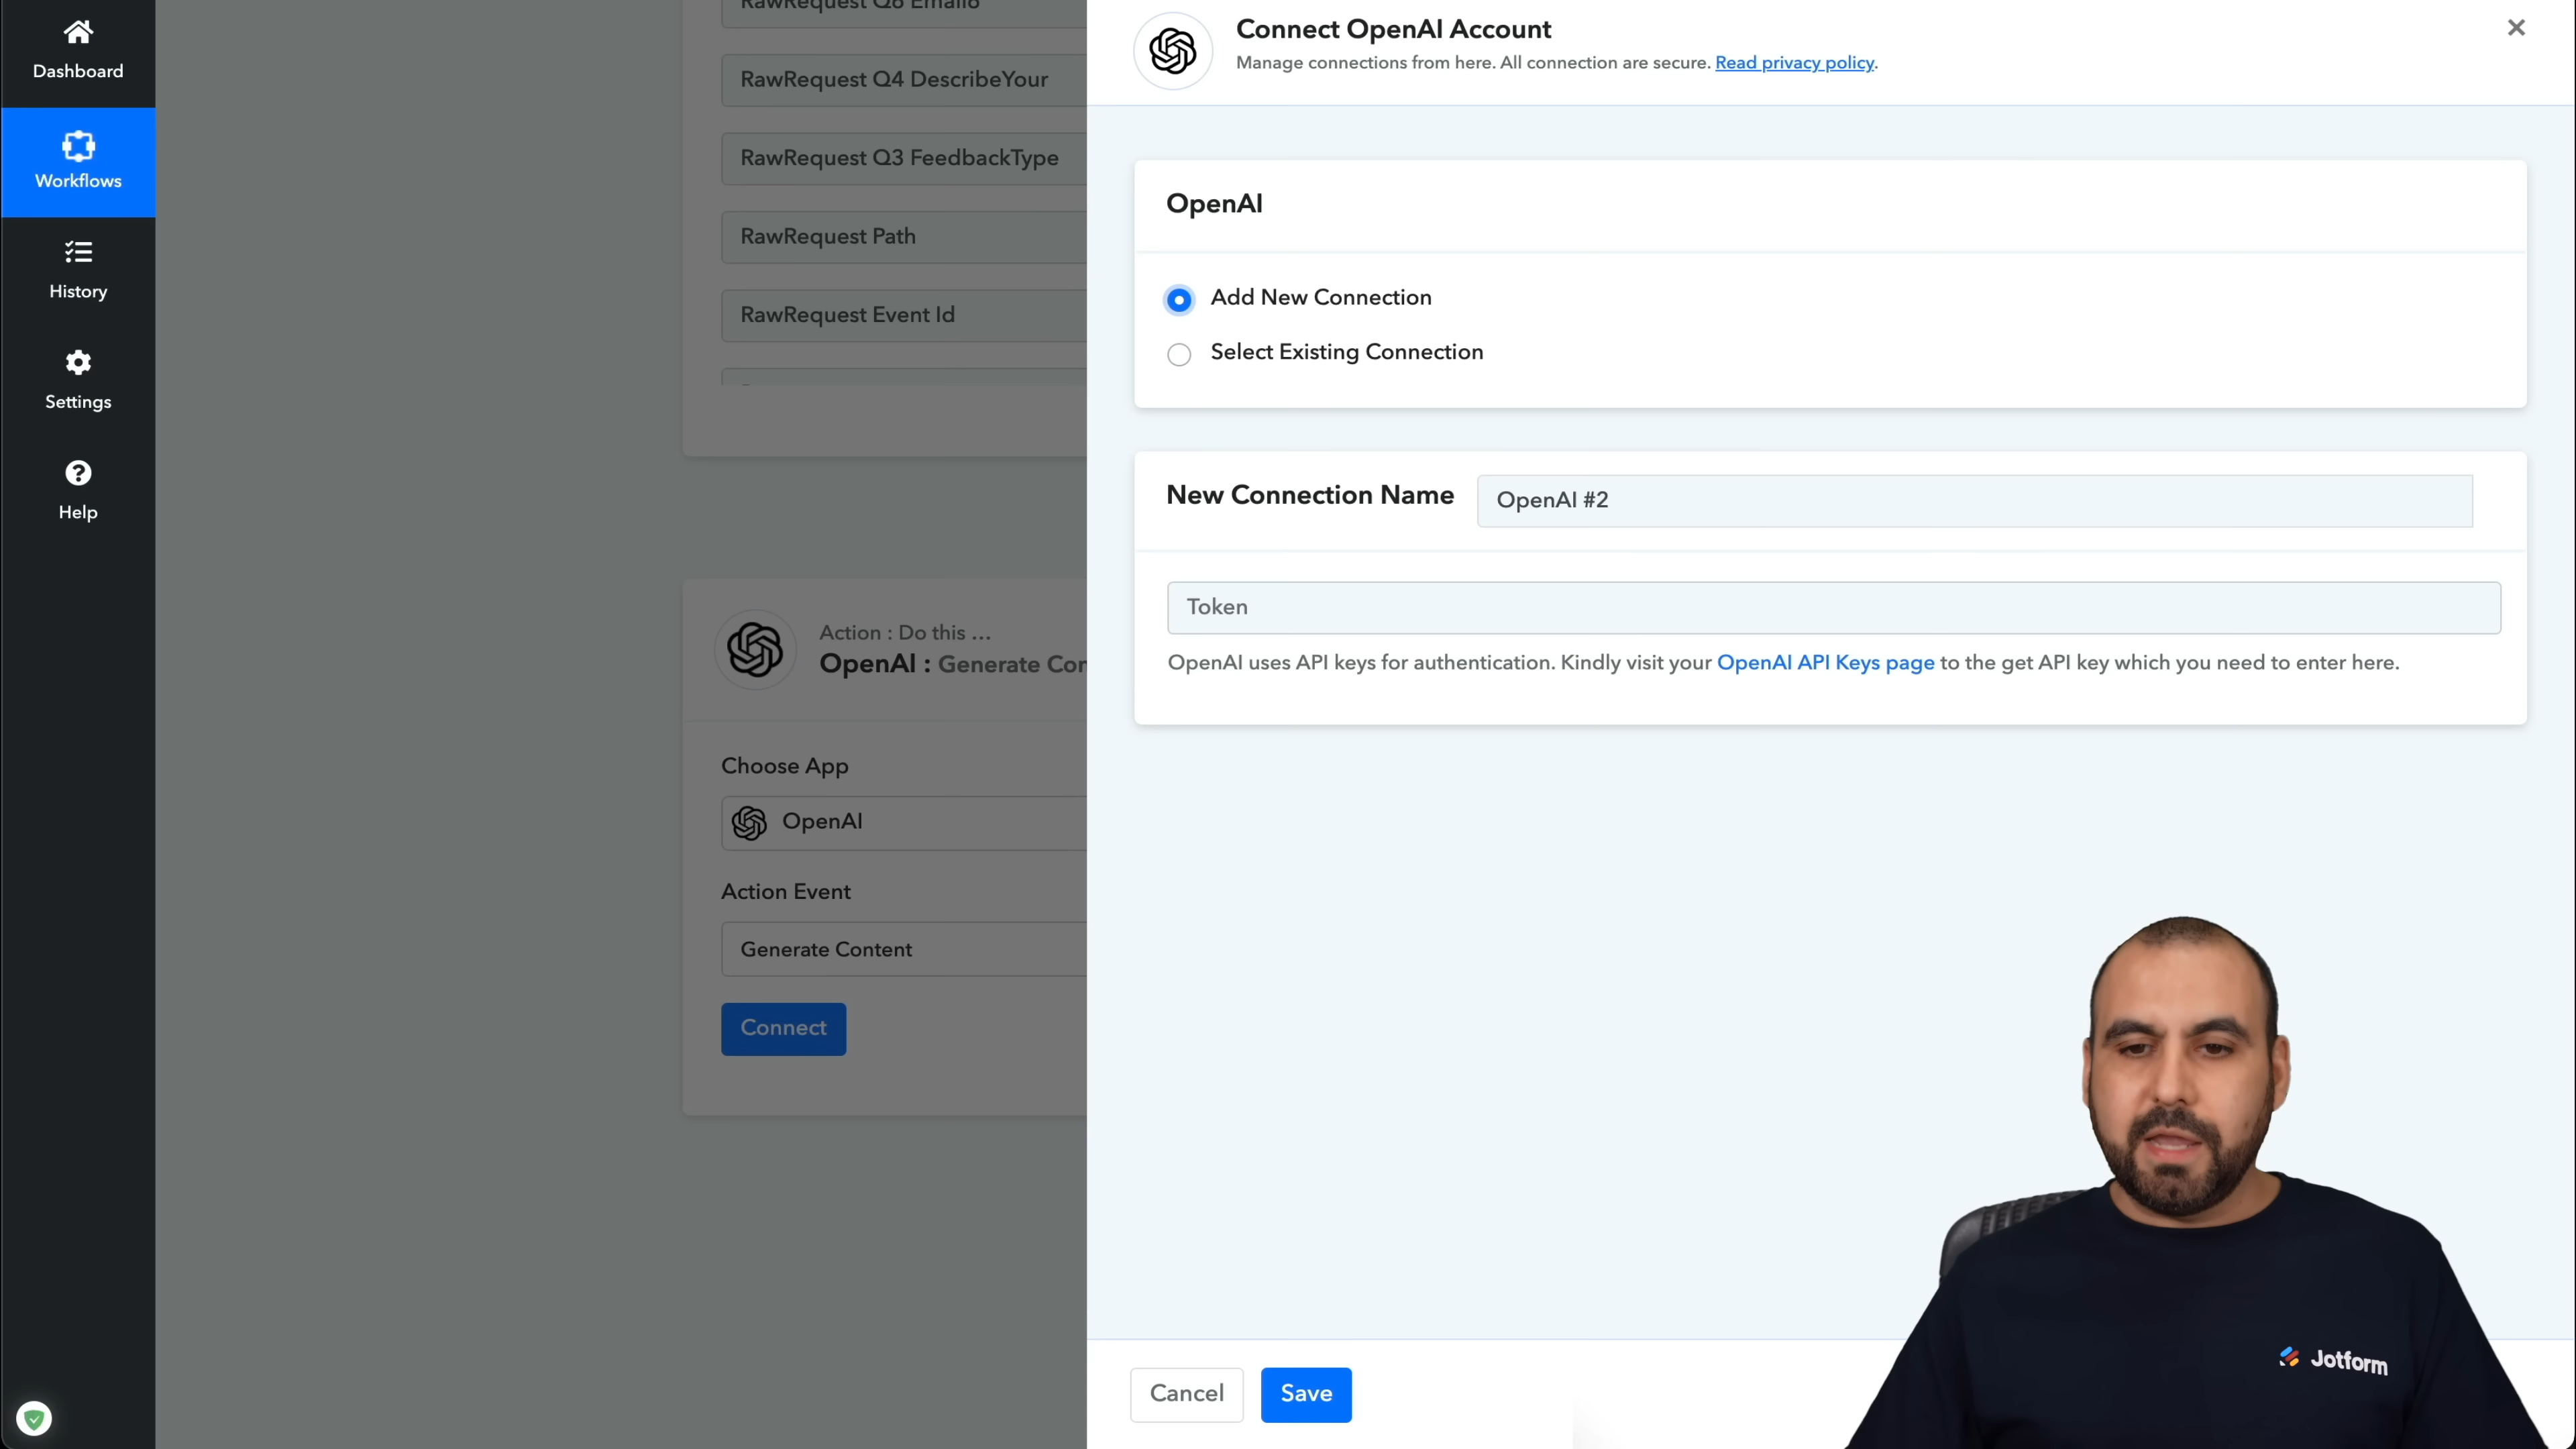 Dashboard
Workflows
History
Settings
Help
RawRequest Q6 Email6
RawRequest Q4 DescribeYour
RawRequest Q3 FeedbackType
RawRequest Path
RawRequest Event Id
Action : Do this ...
OpenAI : Generate Con
Choose App
OpenAI
Action Event
Generate Content
Connect
Connect OpenAI Account
Manage connections from here. All connection are secure. Read privacy policy.
OpenAI
Add New Connection
Select Existing Connection
New Connection Name
OpenAI #2
Token
OpenAI uses API keys for authentication. Kindly visit your OpenAI API Keys page to the get API key which you need to enter here.
Cancel
Save
Jotform